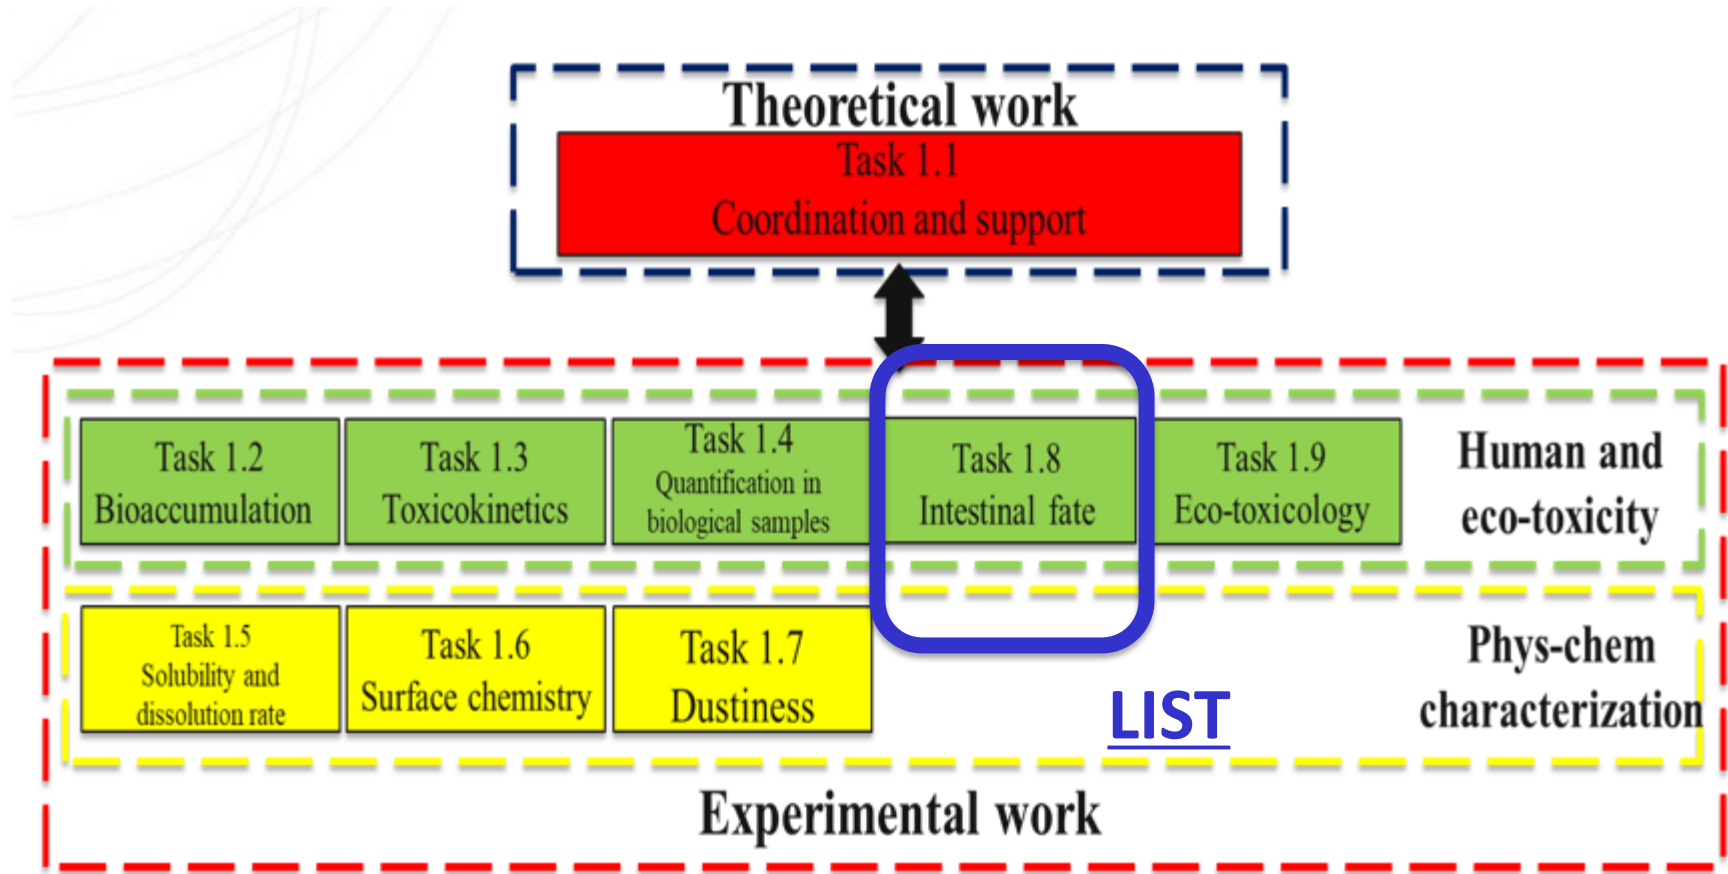 Theoretical work
Task 1.1
Coordination and support
Task 1.2
Bioaccumulation
Task 1.3
Toxicokinetics
Task 1.4
Quantification in
biological samples
Task 1.8
Intestinal fate
Task 1.9
Eco-toxicology
Human and
eco-toxicity
Task 1.5
Solubility and
dissolution rate
Task 1.6
Surface chemistry
Task 1.7
Dustiness
LIST
Phys-chem
characterization
Experimental work